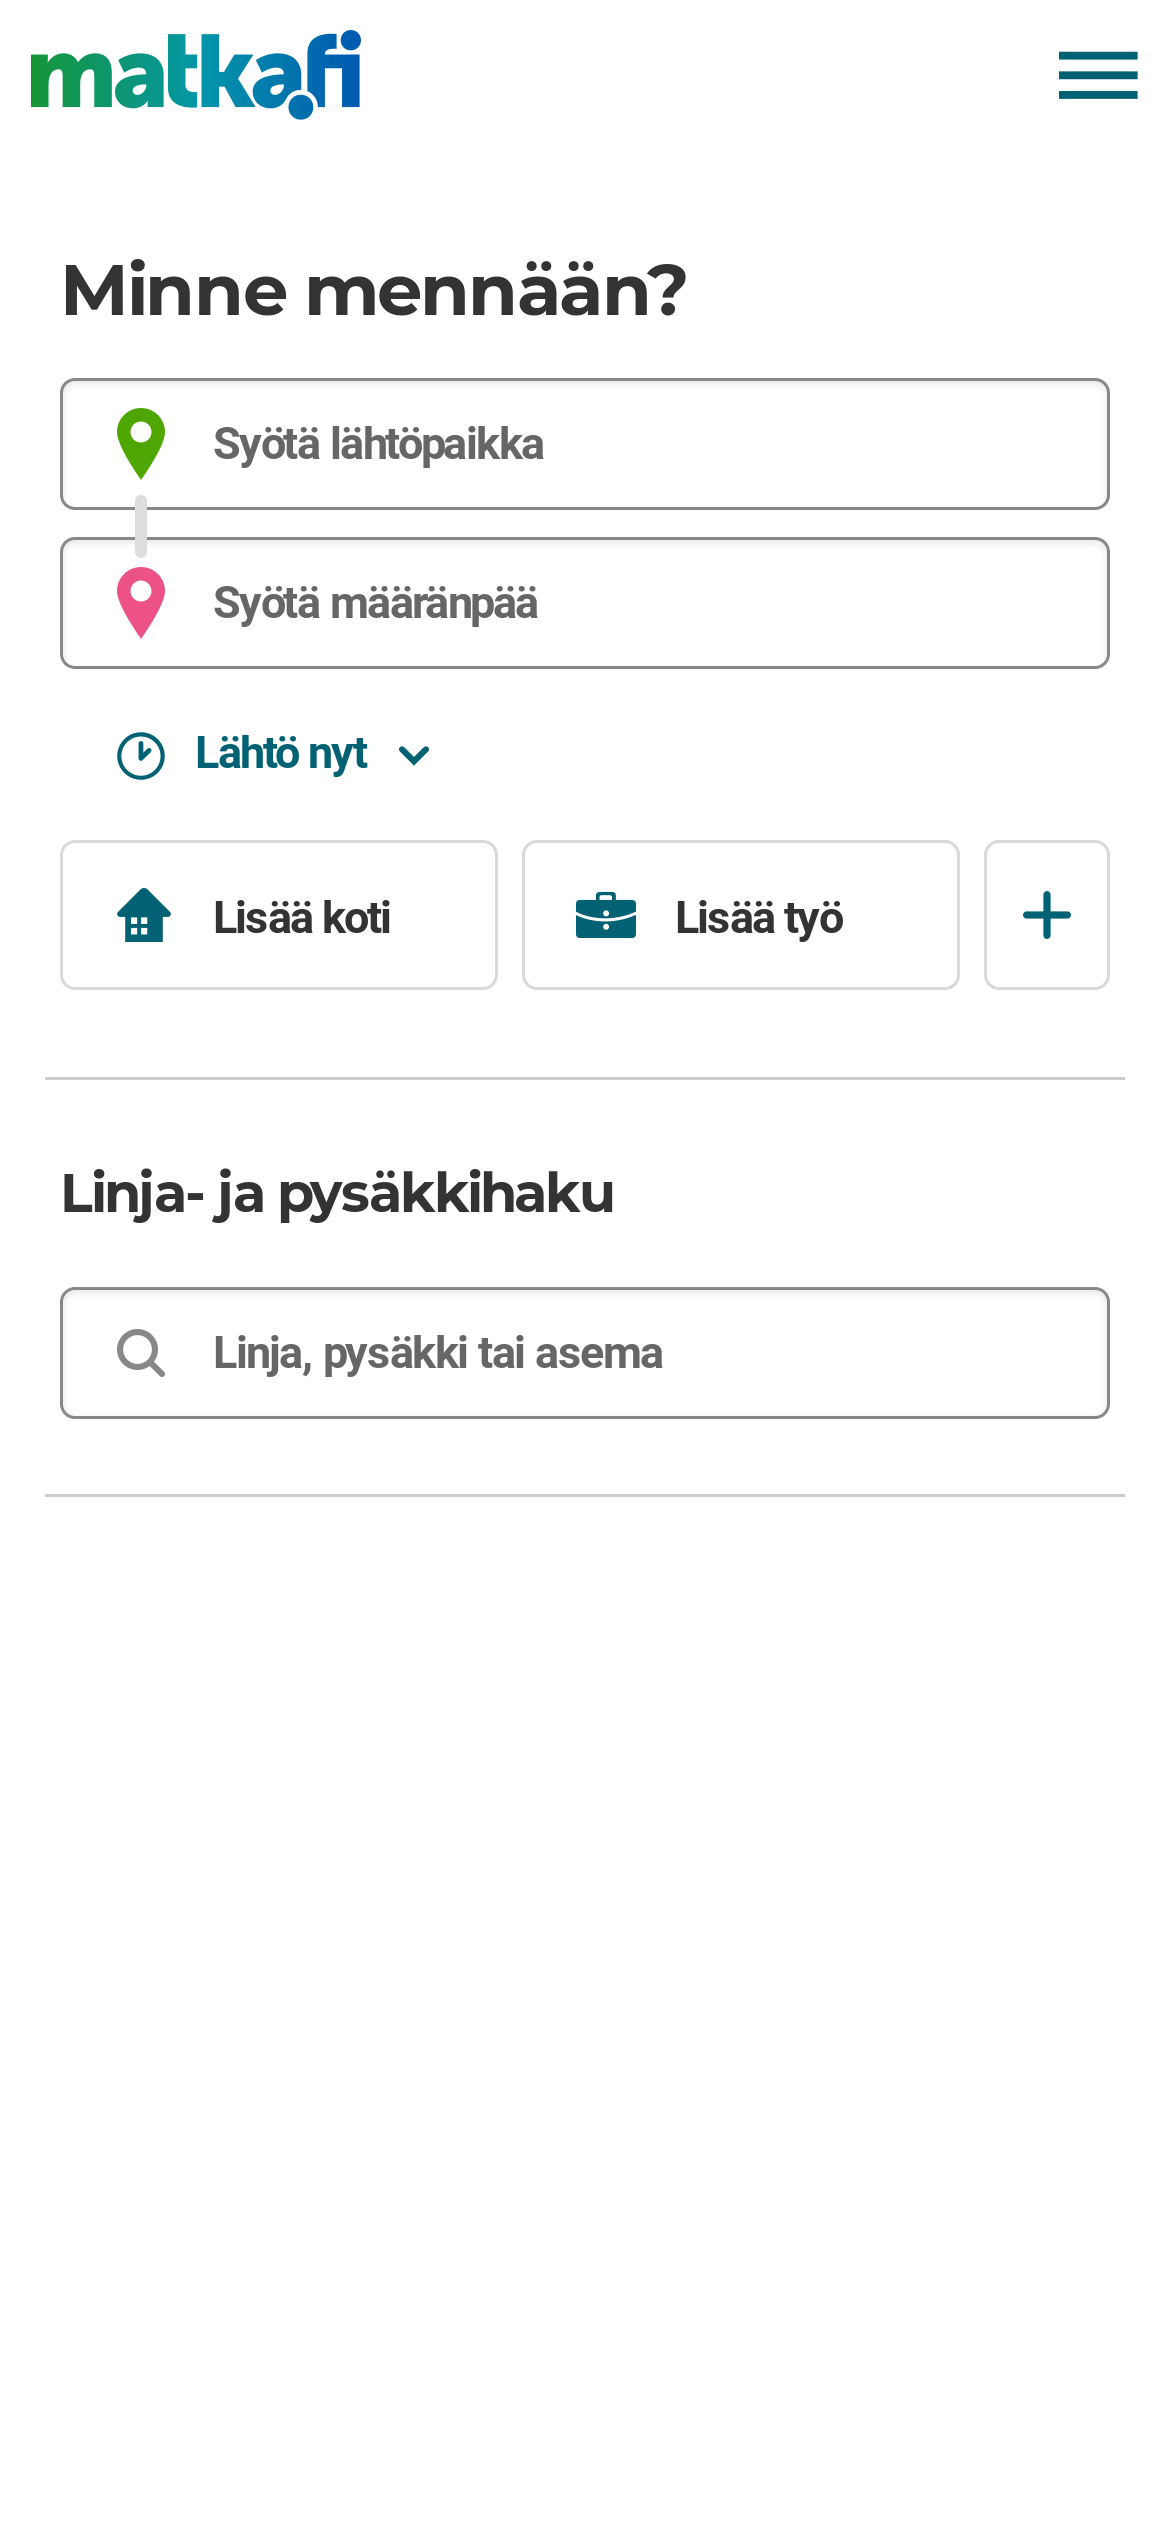 matka.fi
Minne mennään?
Syötä lähtöpaikka
Syötä määränpää
Lähtö nyt
Lisää koti
Lisää työ
Linja- ja pysäkkihaku
Linja, pysäkki tai asema